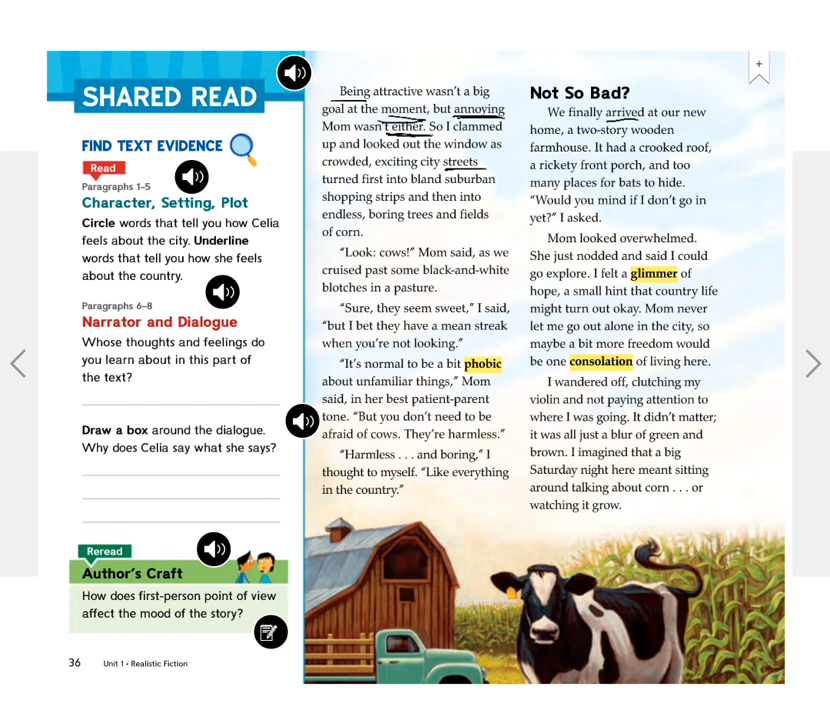 SHARED READ
FIND TEXT EVIDENCE
Read
Paragraphs 1–5
Character, Setting, Plot
Circle words that tell you how Celia
feels about the city. Underline
words that tell you how she feels
about the country.
Paragraphs 6–8
Narrator and Dialogue
Whose thoughts and feelings do
you learn about in this part of
the text?
Draw a box around the dialogue.
Why does Celia say what she says?
Reread
Author's Craft
How does first-person point of view
affect the mood of the story?
36 Unit 1 • Realistic Fiction
Being attractive wasn't a big
goal at the moment, but annoying
Mom wasn't either. So I clammed
up and looked out the window as
crowded, exciting city streets
turned first into bland suburban
shopping strips and then into
endless, boring trees and fields
of corn.
"Look: cows!" Mom said, as we
cruised past some black-and-white
blotches in a pasture.
"Sure, they seem sweet," I said,
"but I bet they have a mean streak
when you're not looking."
"It's normal to be a bit phobic
about unfamiliar things," Mom
said, in her best patient-parent
tone. "But you don't need to be
afraid of cows. They're harmless."
"Harmless . . . and boring," I
thought to myself. "Like everything
in the country."
Not So Bad?
We finally arrived at our new
home, a two-story wooden
farmhouse. It had a crooked roof,
a rickety front porch, and too
many places for bats to hide.
"Would you mind if I don't go in
yet?" I asked.
Mom looked overwhelmed.
She just nodded and said I could
go explore. I felt a glimmer of
hope, a small hint that country life
might turn out okay. Mom never
let me go out alone in the city, so
maybe a bit more freedom would
be one consolation of living here.
I wandered off, clutching my
violin and not paying attention to
where I was going. It didn't matter;
it was all just a blur of green and
brown. I imagined that a big
Saturday night here meant sitting
around talking about corn . . . or
watching it grow.